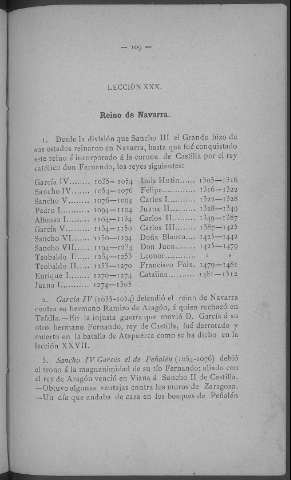 — 109 —
LECCIÓN XXX.
Reino de Navarra.
1. Desde la división que Sancho III el Grande hizo de
sus estados reinaron en Navarra, hasta que fué conquistado
este reino é incorporado á la corona de Castilla por el rey
católico don Fernando, los reyes siguientes:
García IV 1035—1054 Luis Hutin 1305—1316
Sancho IV 1054—1076 Felipe 1316—1322
Sancho V 1076—1094 Carlos I 1322—1328
Pedro I 1094—1104 Juana II 1328—1349
Alfonso I 1104—1134 Carlos II 1349—1387
García V 1134—1150 Carlos III 1387—1425
Sancho VI 1150—1194 Doña Blanca 1425—1441
Sancho VII 1194—1234 Don Juan 1425—1479
Teobaldo I 1234—1253 Leonor
Teobaldo II 1253—1270 Francisco Febo 1479—1481
Enrique I 1270—1274 Catalina 1481—1512
Juana I 1274—1305
2. García IV (1035-1054) defendió el reino de Navarra
contra su hermano Ramiro de Aragón, á quien rechazó en
Tafalla.—En la injusta guerra que movió D. García á su
otro hermano Fernando, rey de Castilla, fué derrotado y
muerto en la batalla de Atapuerca como se ha dicho en la
lección XXVII.
3. Sancho IV Garcés el de Peñalén (1054-1076) debió
el trono á la magnanimidad de su tío Fernando; aliado con
el rey de Aragón venció en Viana á Sancho II de Castilla.
—Obtuvo algunas ventajas contra los moros de Zaragoza.
—Un día que andaba de caza en los bosques de Peñalén